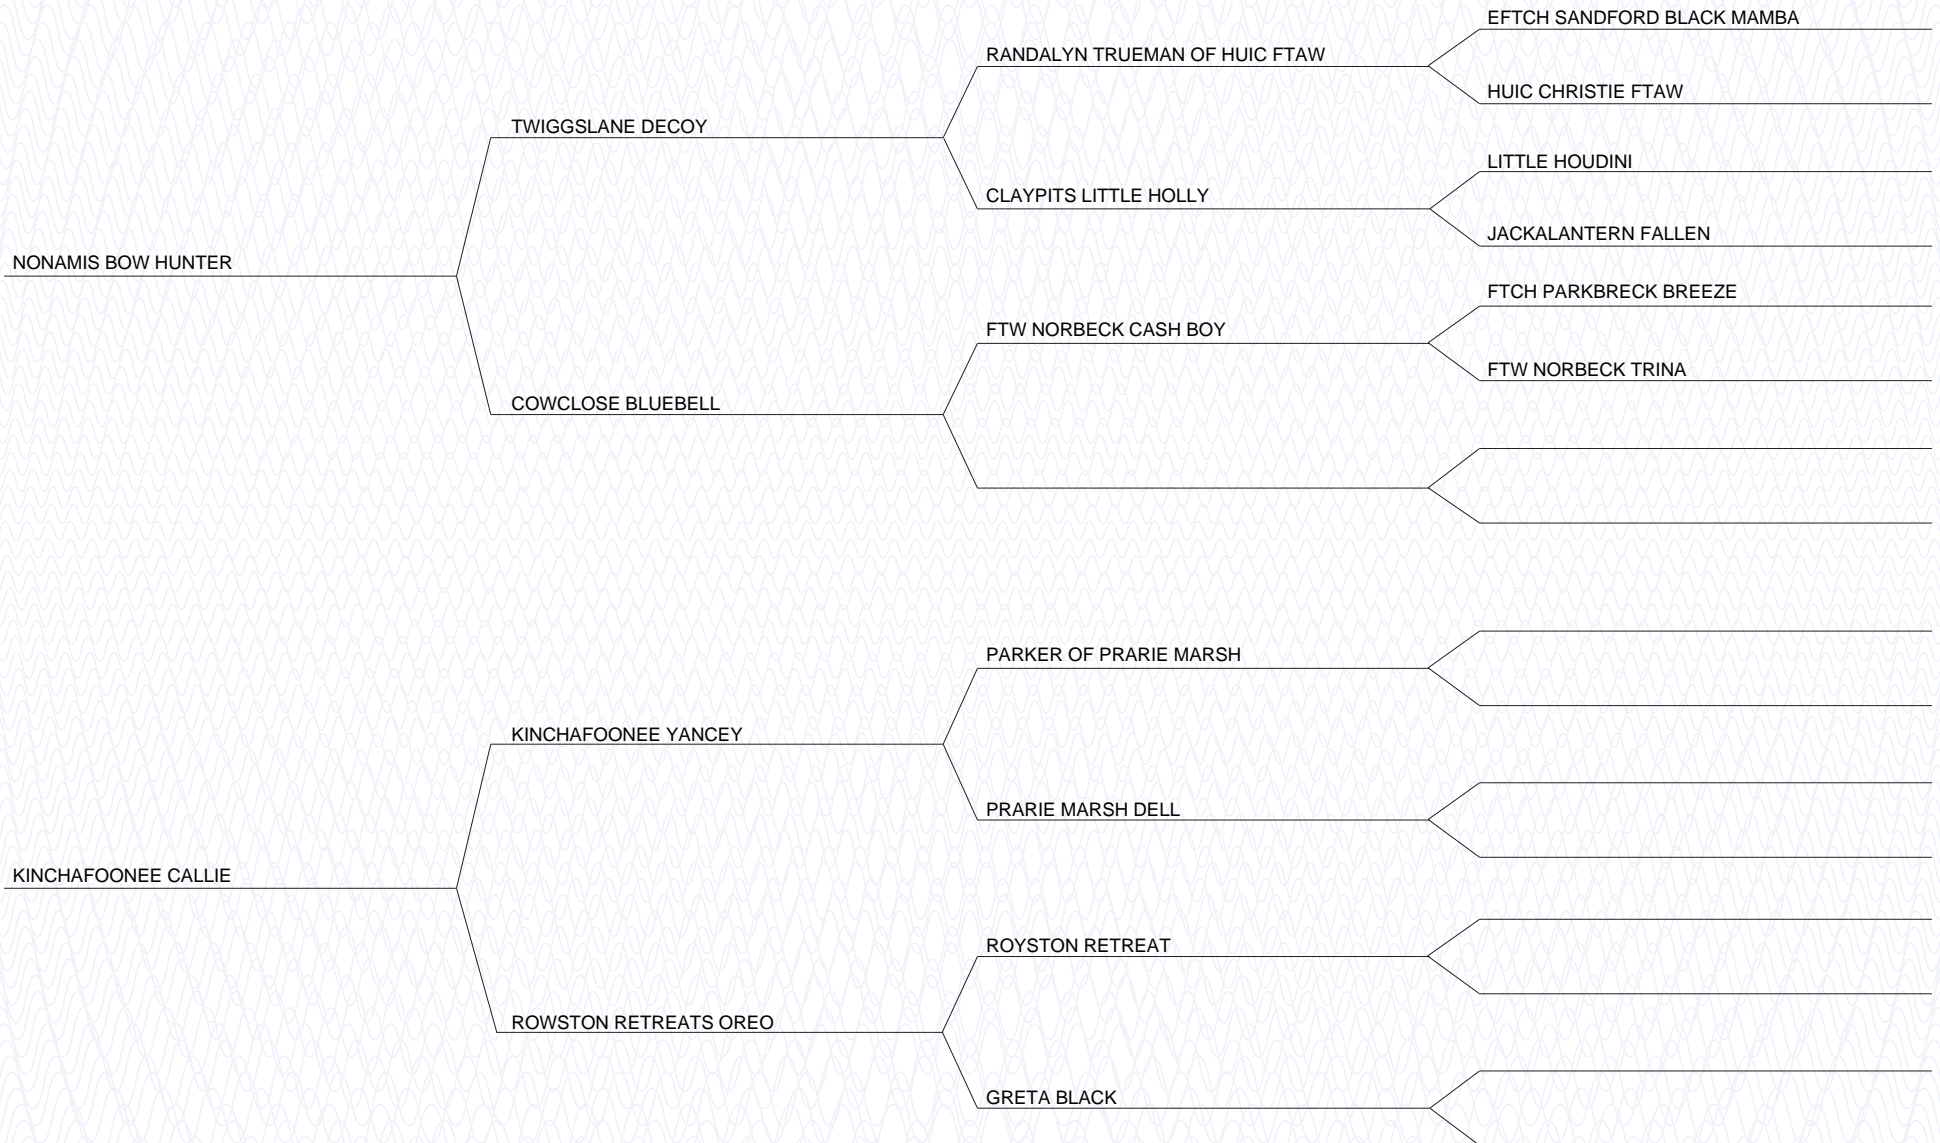 EFTCH SANDFORD BLACK MAMBA
RANDALYN TRUEMAN OF HUIC FTAW
HUIC CHRISTIE FTAW
TWIGGSLANE DECOY
LITTLE HOUDINI
CLAYPITS LITTLE HOLLY
JACKALANTERN FALLEN
NONAMIS BOW HUNTER
FTCH PARKBRECK BREEZE
FTW NORBECK CASH BOY
FTW NORBECK TRINA
COWCLOSE BLUEBELL
PARKER OF PRARIE MARSH
KINCHAFOONEE YANCEY
PRARIE MARSH DELL
KINCHAFOONEE CALLIE
ROYSTON RETREAT
ROWSTON RETREATS OREO
GRETA BLACK